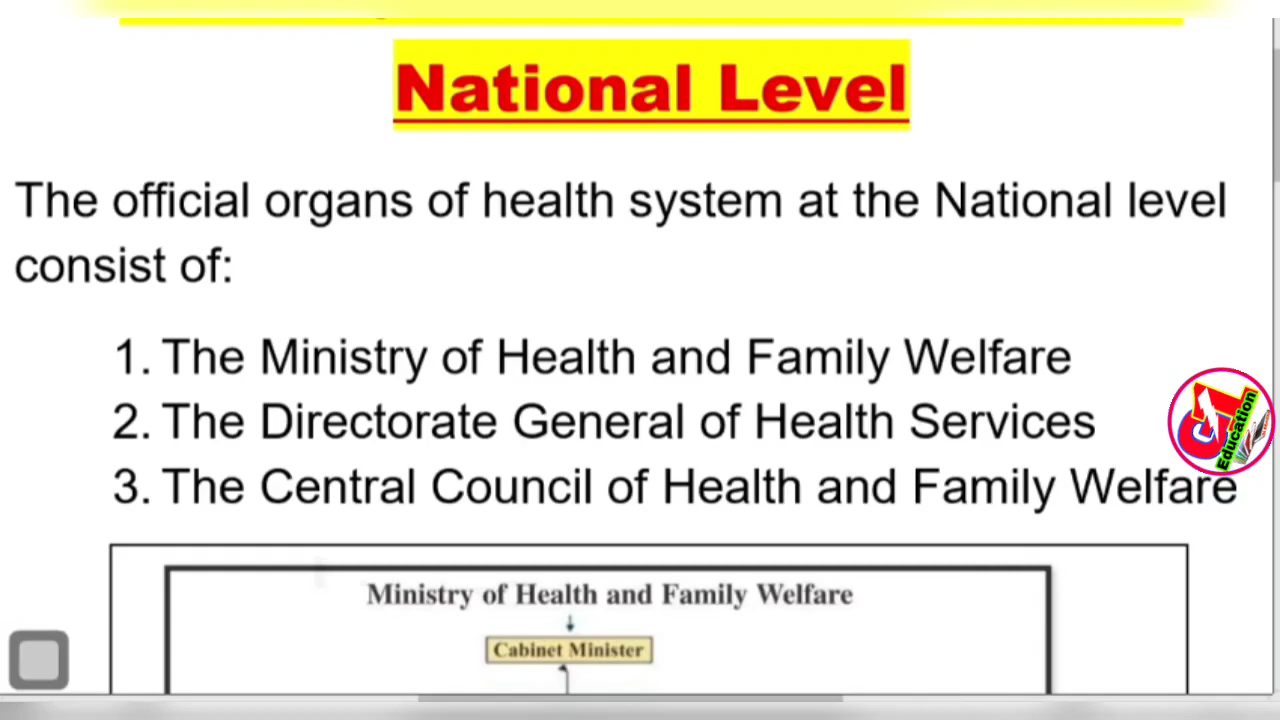 National Level
The official organs of health system at the National level
consist of:
1. The Ministry of Health and Family Welfare
2. The Directorate General of Health Services
3. The Central Council of Health and Family Welfare
Education
Ministry of Health and Family Welfare
Cabinet Minister